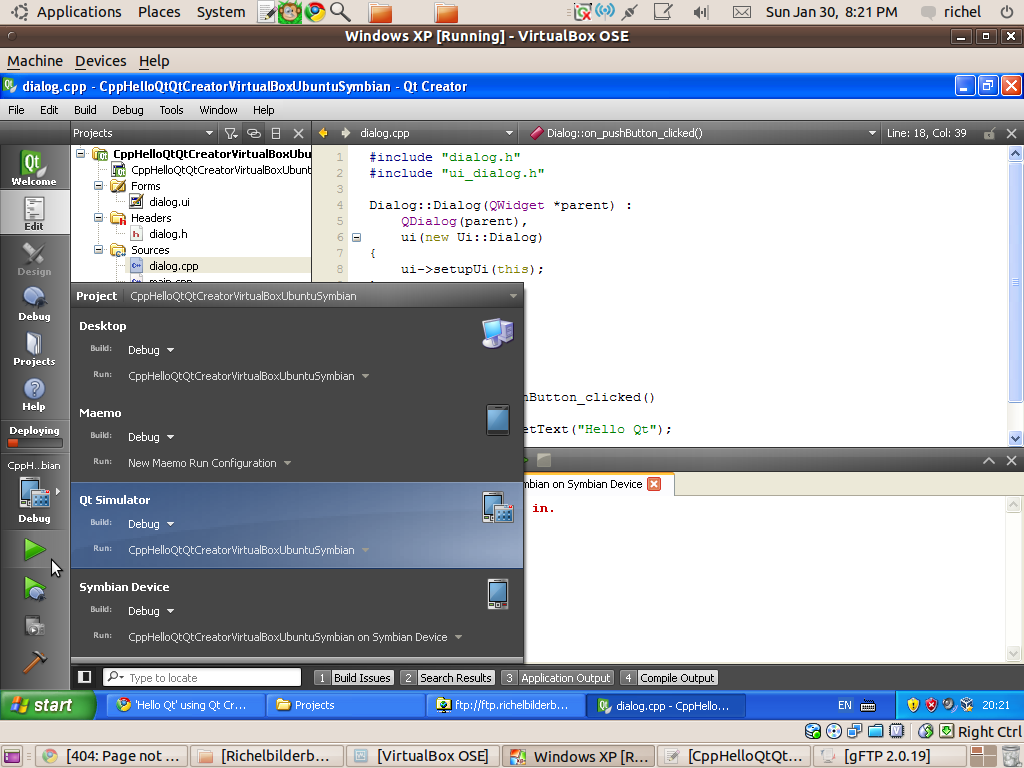 Applications Places System Sun Jan 30, 8:21 PM richel
Windows XP [Running] - VirtualBox OSE
Machine Devices Help
dialog.cpp - CppHelloQtQtCreatorVirtualBoxUbuntuSymbian - Qt Creator
File Edit Build Debug Tools Window Help
Projects dialog.cpp Dialog::on_pushButton_clicked() Line: 18, Col: 39
Qt
Welcome
Edit
Design
Debug
Projects
Help
Deploying
CppH...bian
Debug
CppHelloQtQtCreatorVirtualBoxUbu
CppHelloQtQtCreatorVirtualBoxUbunt
Forms
dialog.ui
Headers
dialog.h
Sources
dialog.cpp
main.cpp
1 #include "dialog.h"
2 #include "ui_dialog.h"
3
4 Dialog::Dialog(QWidget *parent) :
5 QDialog(parent),
6 ui(new Ui::Dialog)
7 {
8 ui->setupUi(this);
hButton_clicked()
etText("Hello Qt");
Project CppHelloQtQtCreatorVirtualBoxUbuntuSymbian
Desktop
Build: Debug
Run: CppHelloQtQtCreatorVirtualBoxUbuntuSymbian
Maemo
Build: Debug
Run: New Maemo Run Configuration
Qt Simulator
Build: Debug
Run: CppHelloQtQtCreatorVirtualBoxUbuntuSymbian
Symbian Device
Build: Debug
Run: CppHelloQtQtCreatorVirtualBoxUbuntuSymbian on Symbian Device
mbian on Symbian Device
in.
Type to locate 1 Build Issues 2 Search Results 3 Application Output 4 Compile Output
start 'Hello Qt' using Qt Cr... Projects ftp://ftp.richelbilderb... dialog.cpp - CppHello... EN 20:21
Right Ctrl
[404: Page not ... [Richelbilderb... [VirtualBox OSE] Windows XP [R... [CppHelloQtQt... [gFTP 2.0.19]